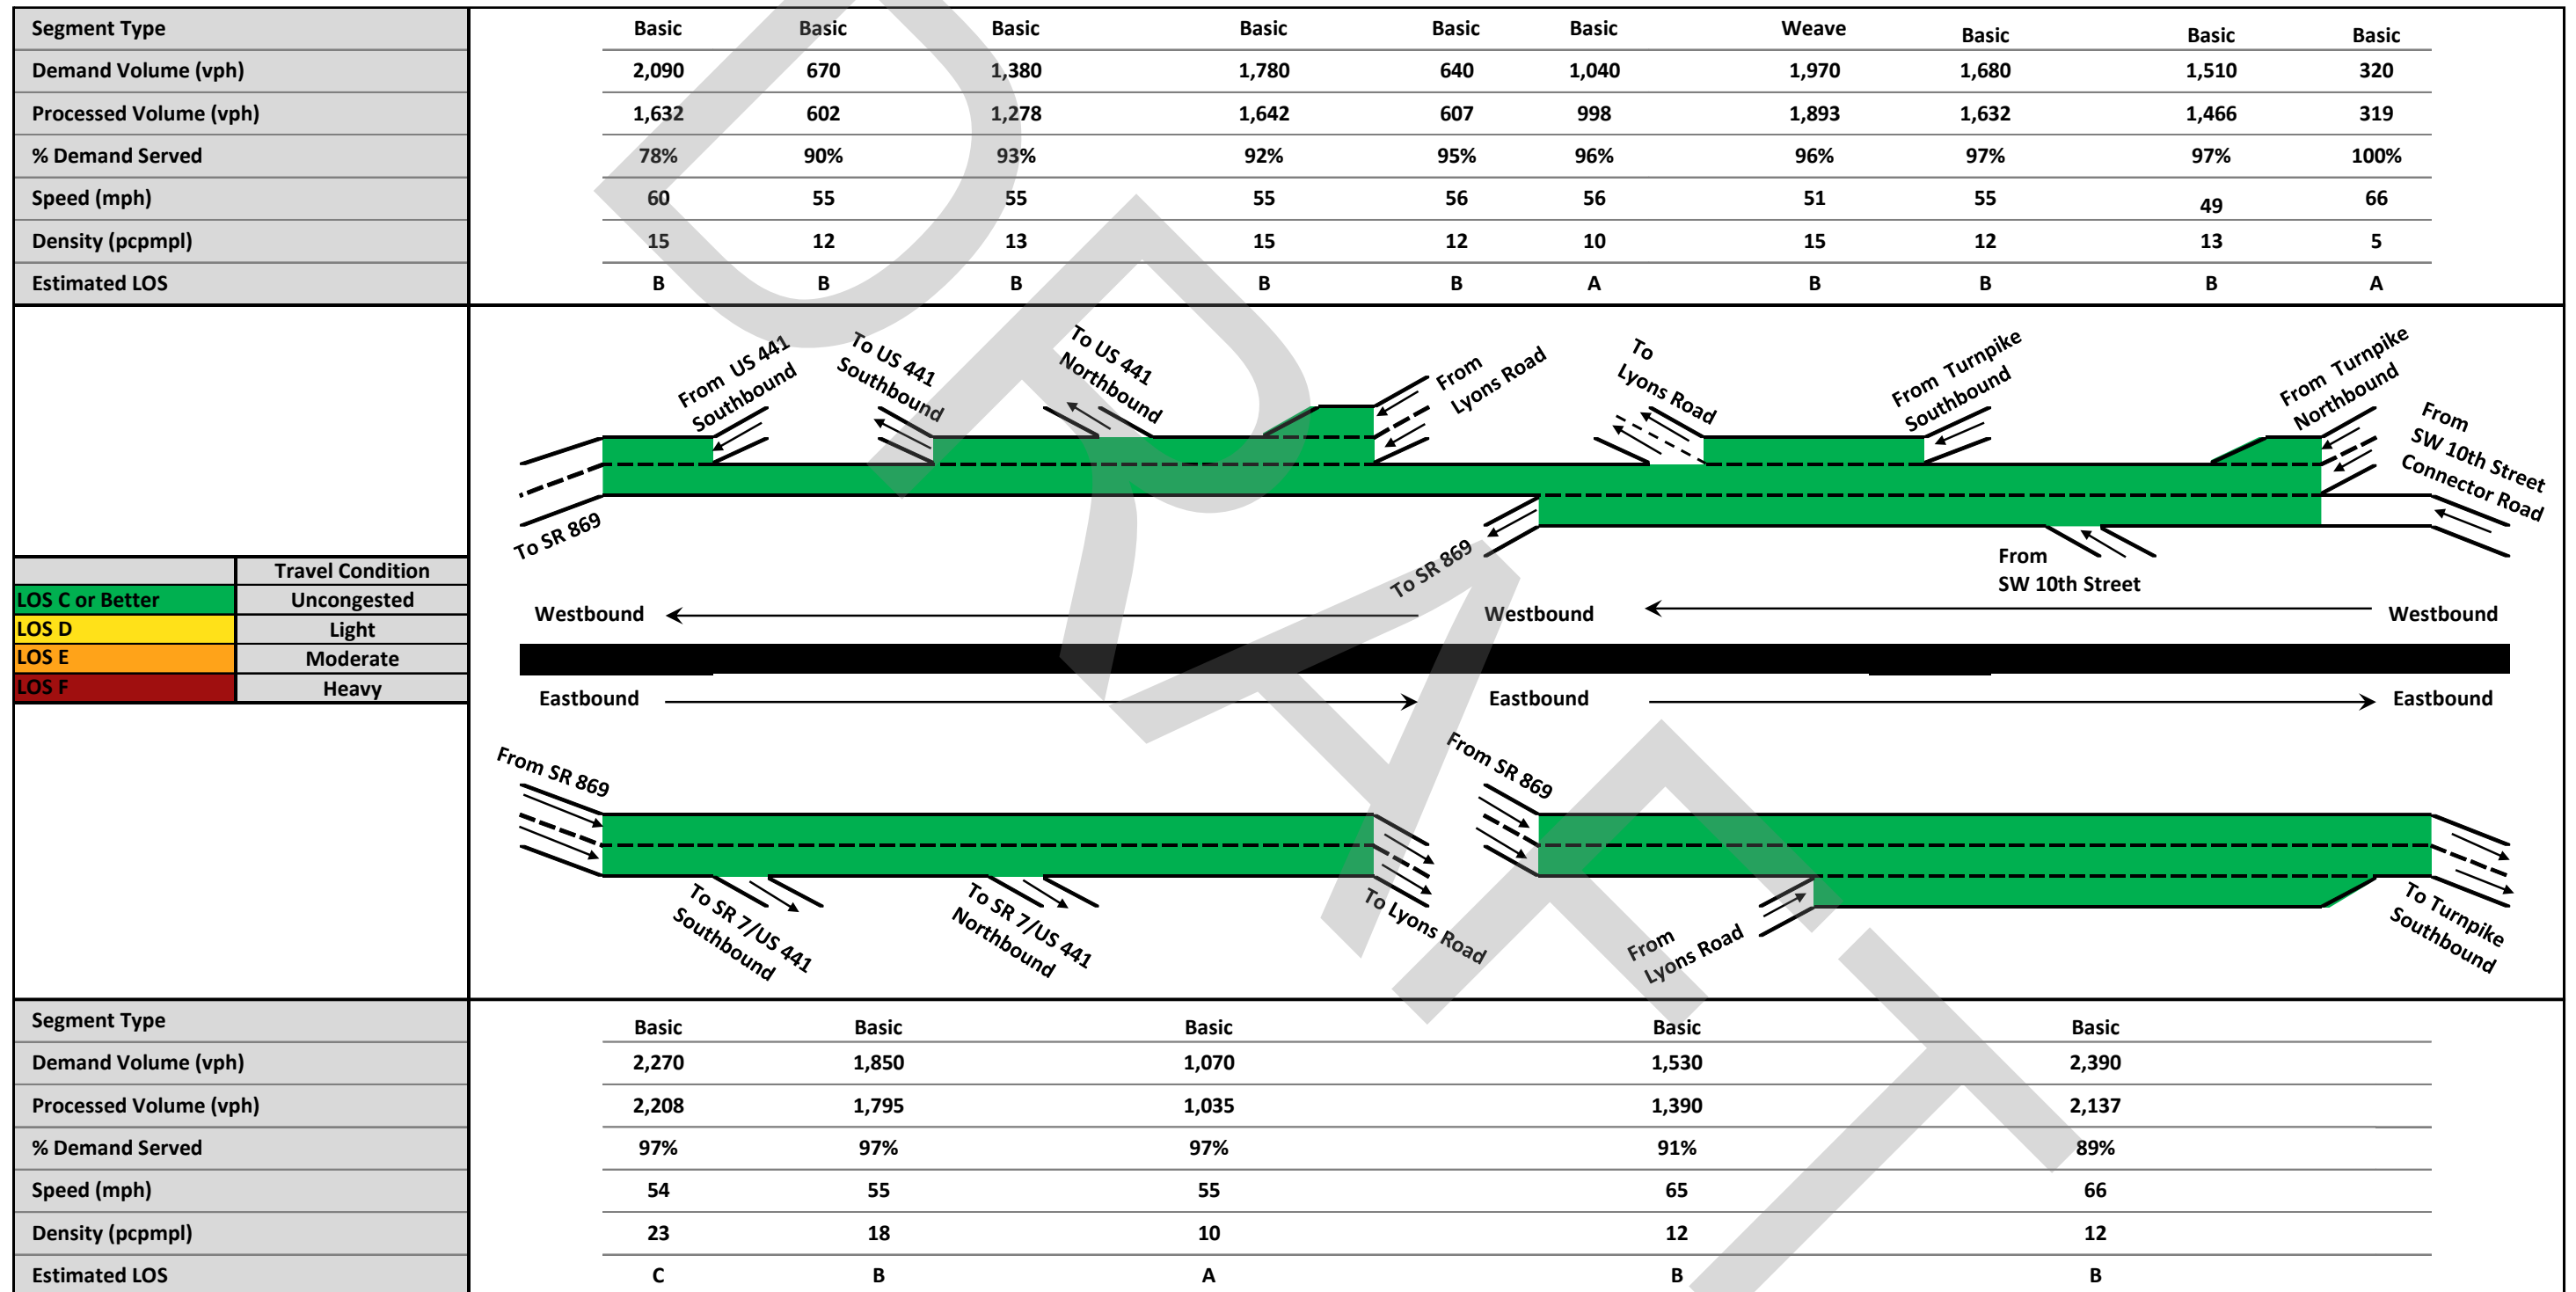 Segment Type Basic Basic Basic Basic Basic Basic Weave Basic Basic Basic
Demand Volume (vph) 2,090 670 1,380 1,780 640 1,040 1,970 1,680 1,510 320
Processed Volume (vph) 1,632 602 1,278 1,642 607 998 1,893 1,632 1,466 319
% Demand Served 78% 90% 93% 92% 95% 96% 96% 97% 97% 100%
Speed (mph) 60 55 55 55 56 56 51 55 49 66
Density (pcpmpl) 15 12 13 15 12 10 15 12 13 5
Estimated LOS B B B B B A B B B A
From US 441
Southbound
To US 441
Southbound
To US 441
Northbound
From
Lyons Road
To
Lyons Road
From Turnpike
Southbound
From Turnpike
Northbound
From
SW 10th Street
Connector Road
To SR 869
To SR 869
From
SW 10th Street
Travel Condition
LOS C or Better Uncongested
LOS D Light
LOS E Moderate
LOS F Heavy
Westbound Westbound Westbound
Eastbound Eastbound Eastbound
From SR 869
To SR 7/US 441
Southbound
To SR 7/US 441
Northbound
To Lyons Road
From SR 869
From
Lyons Road
To Turnpike
Southbound
Segment Type Basic Basic Basic Basic Basic
Demand Volume (vph) 2,270 1,850 1,070 1,530 2,390
Processed Volume (vph) 2,208 1,795 1,035 1,390 2,137
% Demand Served 97% 97% 97% 91% 89%
Speed (mph) 54 55 55 65 66
Density (pcpmpl) 23 18 10 12 12
Estimated LOS C B A B B
DRAFT